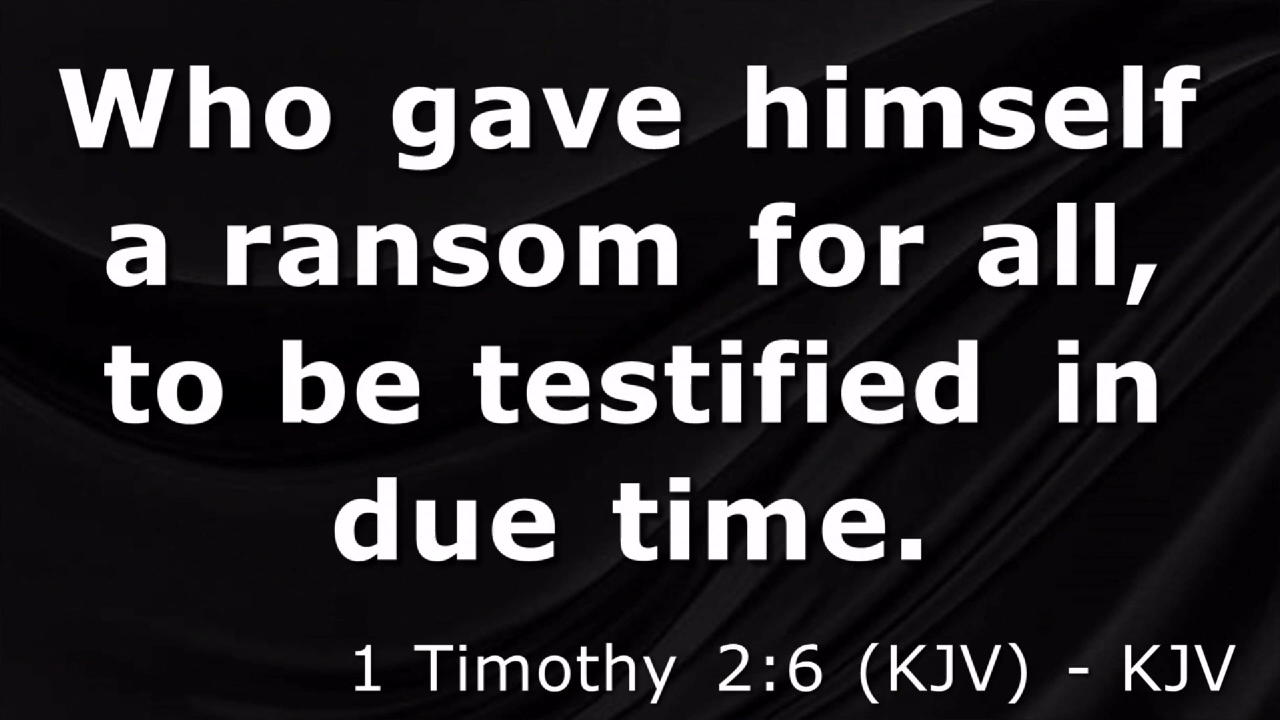 Who gave himself
a ransom for all,
to be testified in
due time.
1 Timothy 2:6 (KJV) - KJV